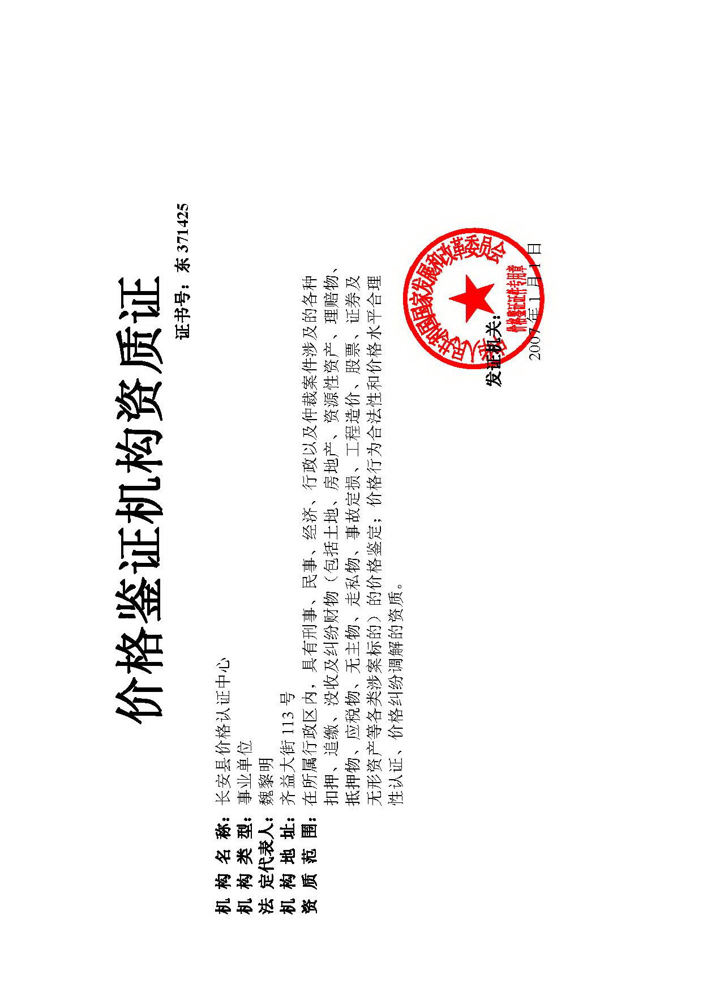 价格鉴证机构资质证
证书号：东 371425
机 构 名 称：长安县价格认证中心
机 构 类 型：事业单位
法 定代表人：魏黎明
机 构 地 址：齐益大街 113 号
资 质 范 围：在所属行政区内，具有刑事、民事、经济、行政以及仲裁案件涉及的各种
扣押、追缴、没收及纠纷财物（包括土地、房地产、资源性资产、理赔物、
抵押物、应税物、无主物、走私物、事故定损、工程造价、股票、证券及
无形资产等各类涉案标的）的价格鉴定；价格行为合法性和价格水平合理
性认证、价格纠纷调解的资质。
中华人民共和国国家发展和改革委员会
发证机关：
价格鉴证证件专用章
2007 年 1 月 1 日